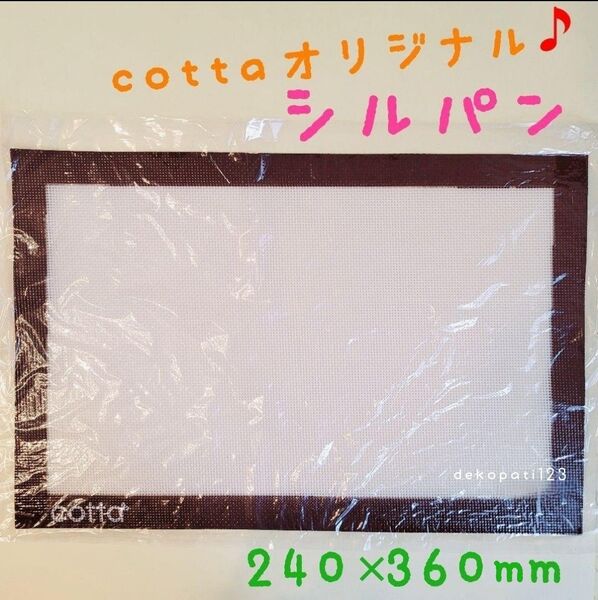 cottaオリジナル♪
シルパン
dekopati123
cotta
240×360mm